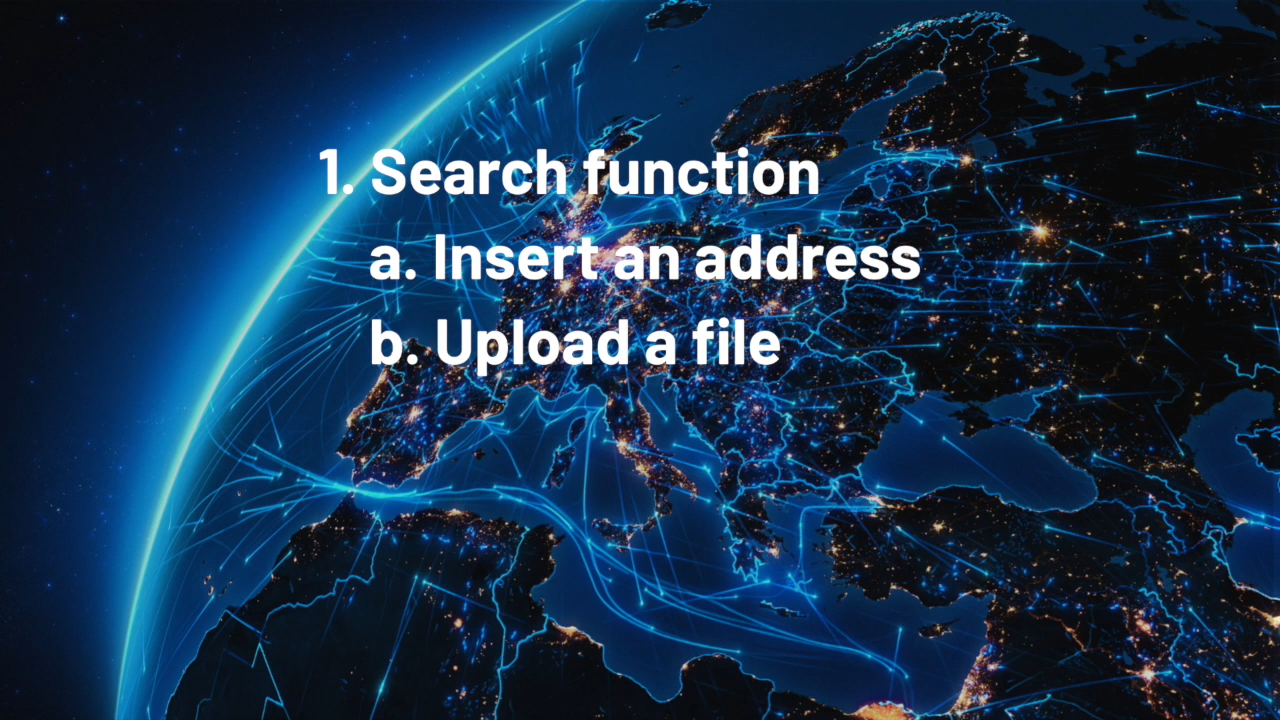 1. Search function
a. Insert an address
b. Upload a file